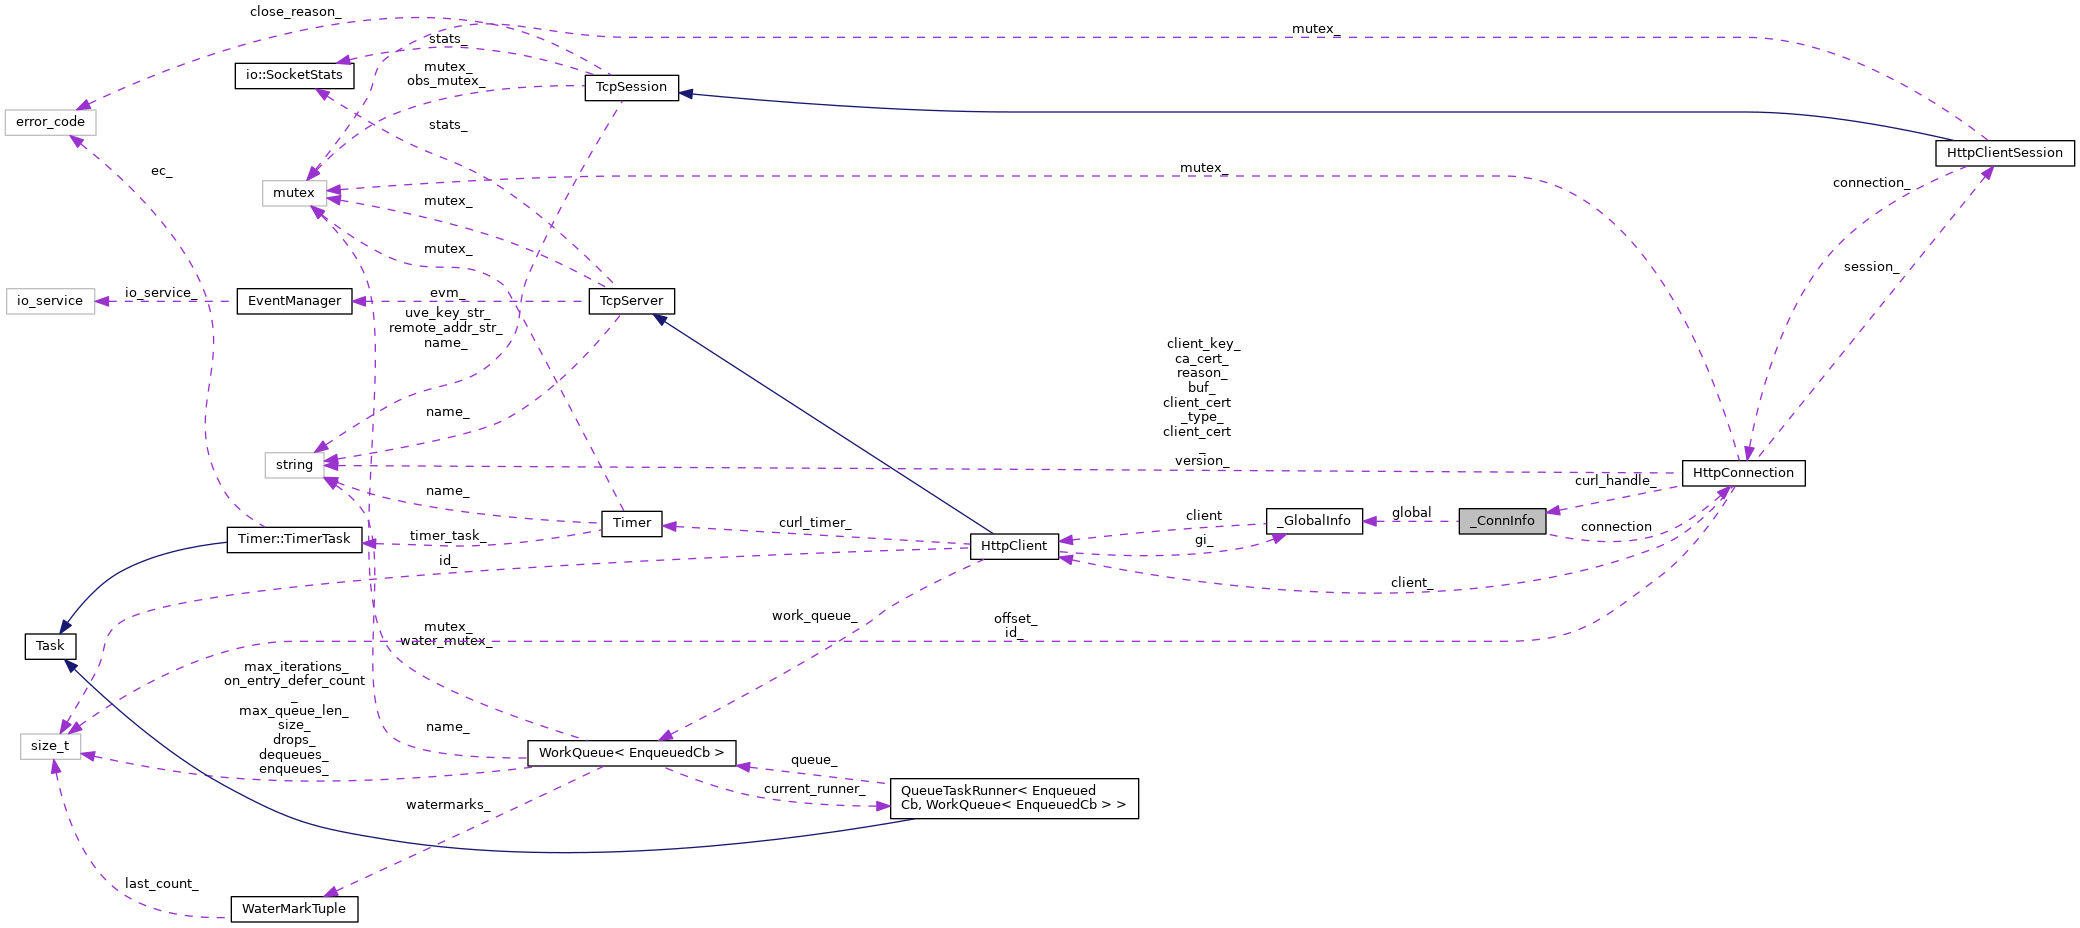 close_reason_
mutex_
stats_
mutex_
obs_mutex_
io::SocketStats
TcpSession
error_code
stats_
HttpClientSession
ec_
mutex_
connection_
mutex
mutex_
mutex_
session_
io_service
io_service_
EventManager
evm_
TcpServer
uve_key_str_
remote_addr_str_
name_
client_key_
ca_cert_
reason_
buf_
client_cert
_type_
client_cert
_
version_
name_
string
HttpConnection
curl_handle_
name_
Timer
curl_timer_
client
_GlobalInfo
global
_ConnInfo
connection
Timer::TimerTask
timer_task_
HttpClient
gi_
id_
client_
work_queue_
offset_
id_
mutex_
water_mutex_
Task
max_iterations_
on_entry_defer_count
_
max_queue_len_
size_
drops_
dequeues_
enqueues_
name_
size_t
WorkQueue< EnqueuedCb >
queue_
current_runner_
QueueTaskRunner< Enqueued
Cb, WorkQueue< EnqueuedCb > >
watermarks_
last_count_
WaterMarkTuple